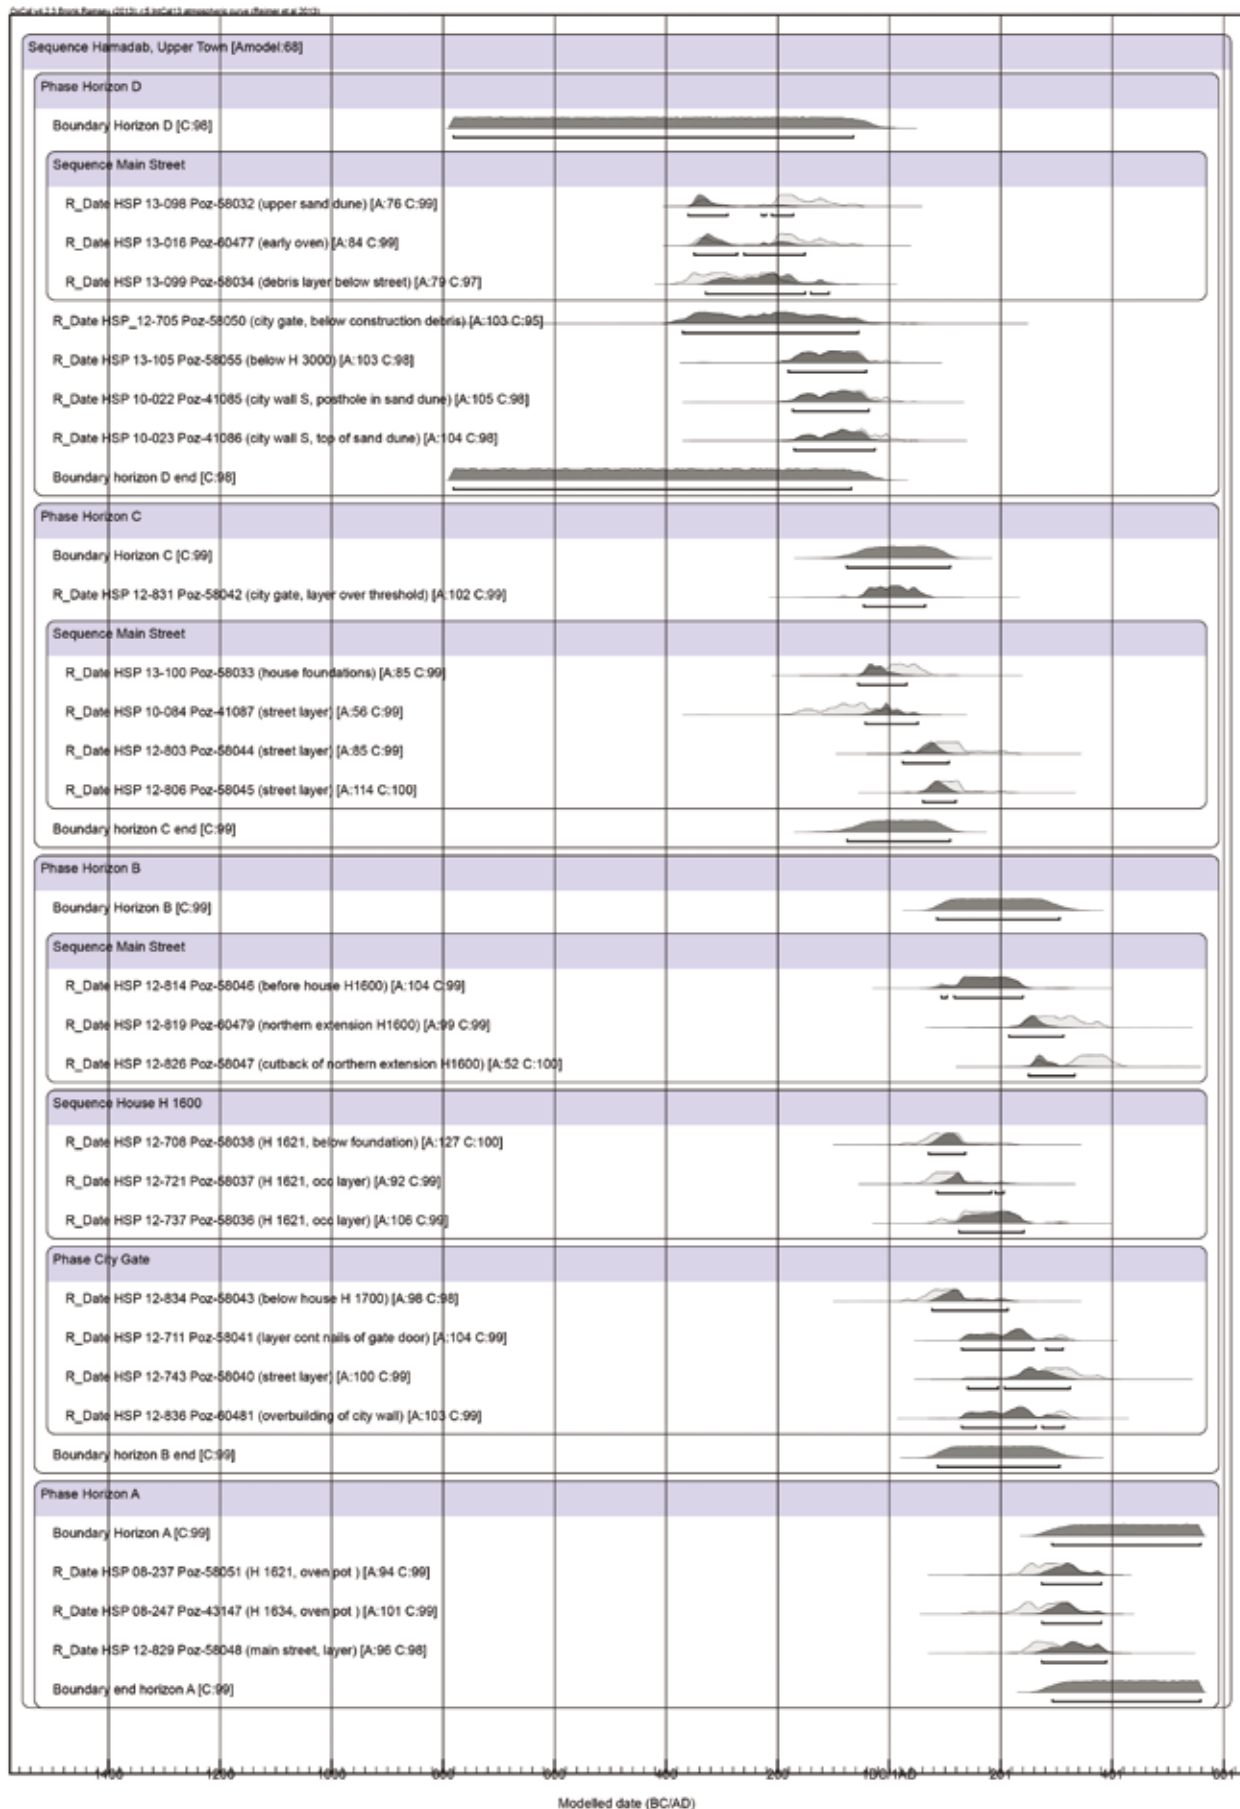 OxCal v4.2.3 Bronk Ramsey (2013); r:5 IntCal13 atmospheric curve (Reimer et al 2013)
Sequence Hamadab, Upper Town [Amodel:68]
Phase Horizon D
Boundary Horizon D [C:98]
Sequence Main Street
R_Date HSP 13-098 Poz-58032 (upper sand dune) [A:76 C:99]
R_Date HSP 13-016 Poz-60477 (early oven) [A:84 C:99]
R_Date HSP 13-099 Poz-58034 (debris layer below street) [A:79 C:97]
R_Date HSP_12-705 Poz-58050 (city gate, below construction debris) [A:103 C:95]
R_Date HSP 13-105 Poz-58055 (below H 3000) [A:103 C:98]
R_Date HSP 10-022 Poz-41085 (city wall S, posthole in sand dune) [A:105 C:98]
R_Date HSP 10-023 Poz-41086 (city wall S, top of sand dune) [A:104 C:98]
Boundary horizon D end [C:98]
Phase Horizon C
Boundary Horizon C [C:99]
R_Date HSP 12-831 Poz-58042 (city gate, layer over threshold) [A:102 C:99]
Sequence Main Street
R_Date HSP 13-100 Poz-58033 (house foundations) [A:85 C:99]
R_Date HSP 10-084 Poz-41087 (street layer) [A:56 C:99]
R_Date HSP 12-803 Poz-58044 (street layer) [A:85 C:99]
R_Date HSP 12-806 Poz-58045 (street layer) [A:114 C:100]
Boundary horizon C end [C:99]
Phase Horizon B
Boundary Horizon B [C:99]
Sequence Main Street
R_Date HSP 12-814 Poz-58046 (before house H1600) [A:104 C:99]
R_Date HSP 12-819 Poz-60479 (northern extension H1600) [A:99 C:99]
R_Date HSP 12-826 Poz-58047 (cutback of northern extension H1600) [A:52 C:100]
Sequence House H 1600
R_Date HSP 12-708 Poz-58038 (H 1621, below foundation) [A:127 C:100]
R_Date HSP 12-721 Poz-58037 (H 1621, occ layer) [A:92 C:99]
R_Date HSP 12-737 Poz-58036 (H 1621, occ layer) [A:106 C:99]
Phase City Gate
R_Date HSP 12-834 Poz-58043 (below house H 1700) [A:98 C:98]
R_Date HSP 12-711 Poz-58041 (layer cont nails of gate door) [A:104 C:99]
R_Date HSP 12-743 Poz-58040 (street layer) [A:100 C:99]
R_Date HSP 12-836 Poz-60481 (overbuilding of city wall) [A:103 C:99]
Boundary horizon B end [C:99]
Phase Horizon A
Boundary Horizon A [C:99]
R_Date HSP 08-237 Poz-58051 (H 1621, oven pot ) [A:94 C:99]
R_Date HSP 08-247 Poz-43147 (H 1634, oven pot ) [A:101 C:99]
R_Date HSP 12-829 Poz-58048 (main street, layer) [A:96 C:98]
Boundary end horizon A [C:99]
1400 1200 1000 800 600 400 200 1BC/1AD 201 401 601
Modelled date (BC/AD)